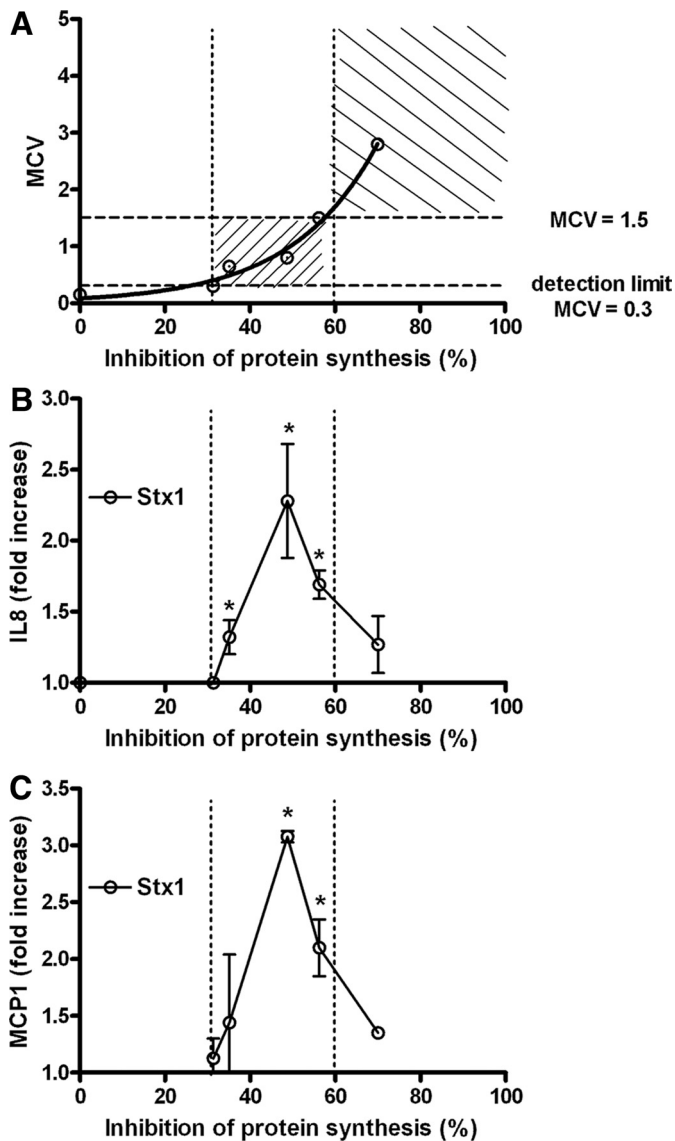 A
MCV
5
4
3
2
1
0
0 20 40 60 80 100
Inhibition of protein synthesis (%)
MCV = 1.5
detection limit
MCV = 0.3
B
IL8 (fold increase)
3.0
2.5
2.0
1.5
1.0
Stx1
*
*
*
0 20 40 60 80 100
Inhibition of protein synthesis (%)
C
MCP1 (fold increase)
3.5
3.0
2.5
2.0
1.5
1.0
Stx1
*
*
0 20 40 60 80 100
Inhibition of protein synthesis (%)